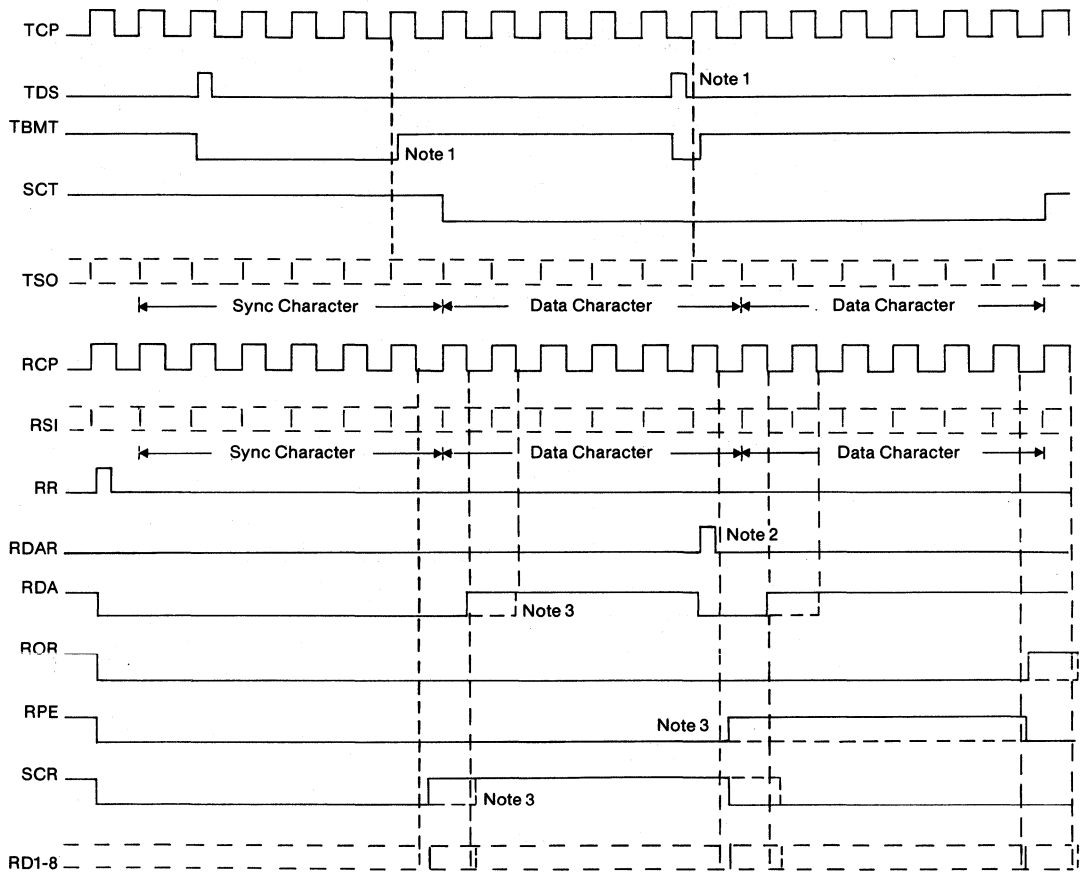 TCP
TDS
Note 1
TBMT
Note 1
SCT
TSO
Sync Character
Data Character
Data Character
RCP
RSI
Sync Character
Data Character
Data Character
RR
RDAR
Note 2
RDA
Note 3
ROR
RPE
Note 3
SCR
Note 3
RD1-8